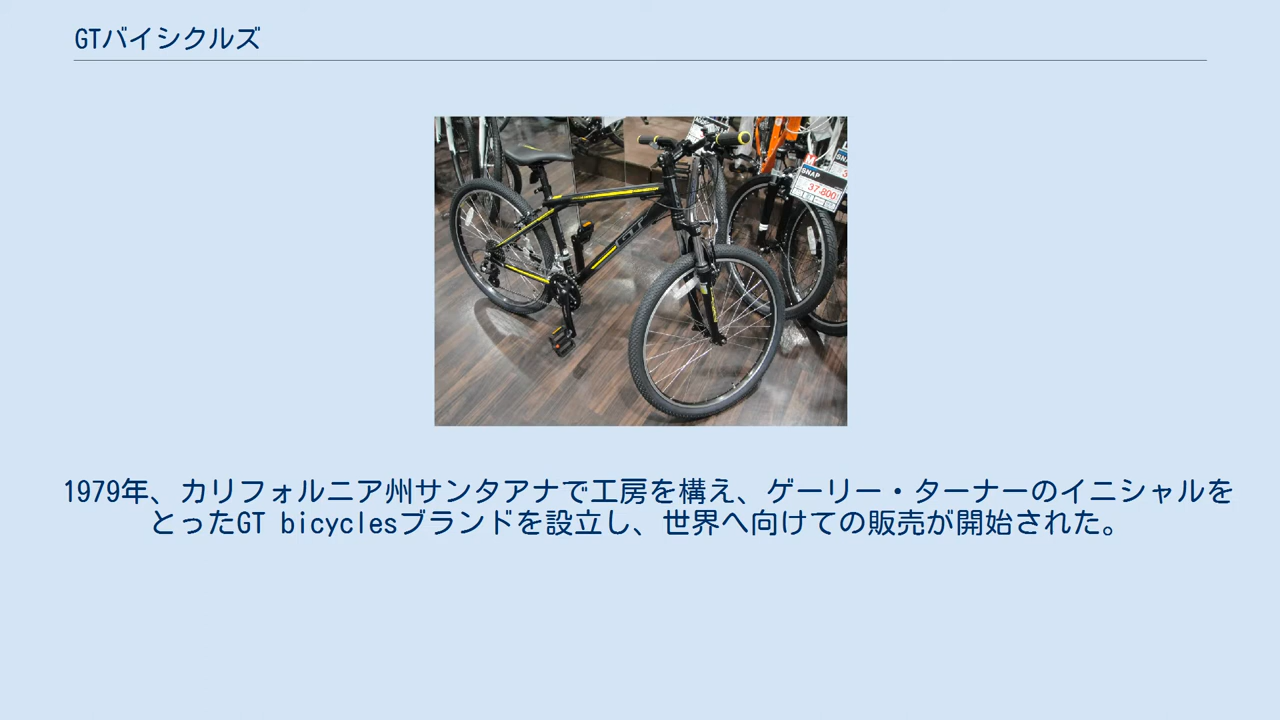 GTバイシクルズ
GT
SNAP
37,800
1979年、カリフォルニア州サンタアナで工房を構え、ゲーリー・ターナーのイニシャルを
とったGT bicyclesブランドを設立し、世界へ向けての販売が開始された。